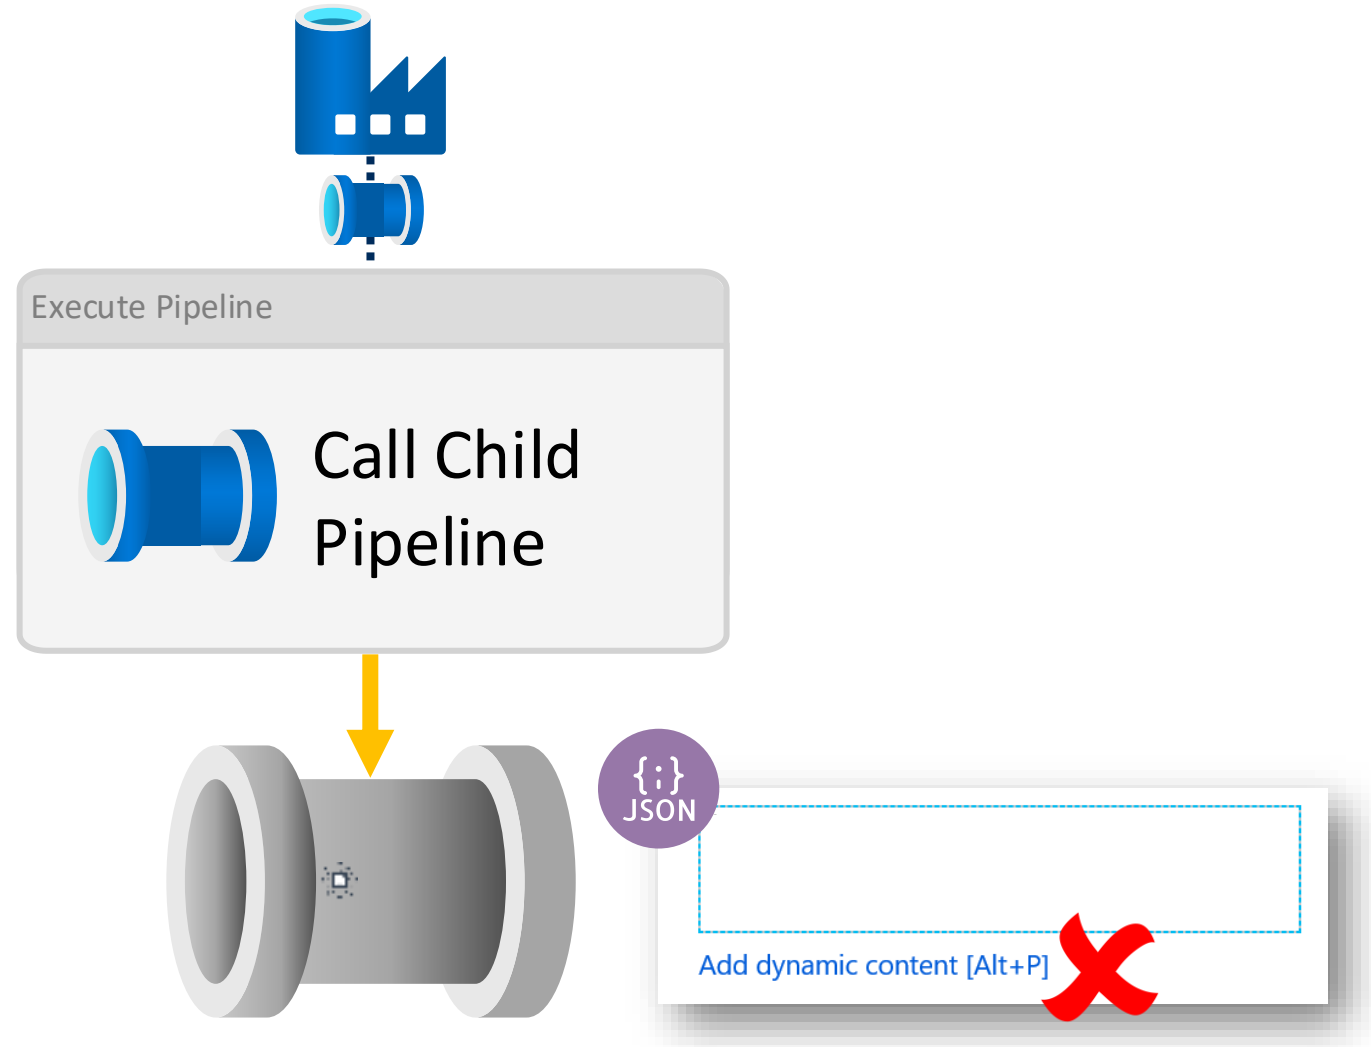 Execute Pipeline
Call Child
Pipeline
{;}
JSON
Add dynamic content [Alt+P]